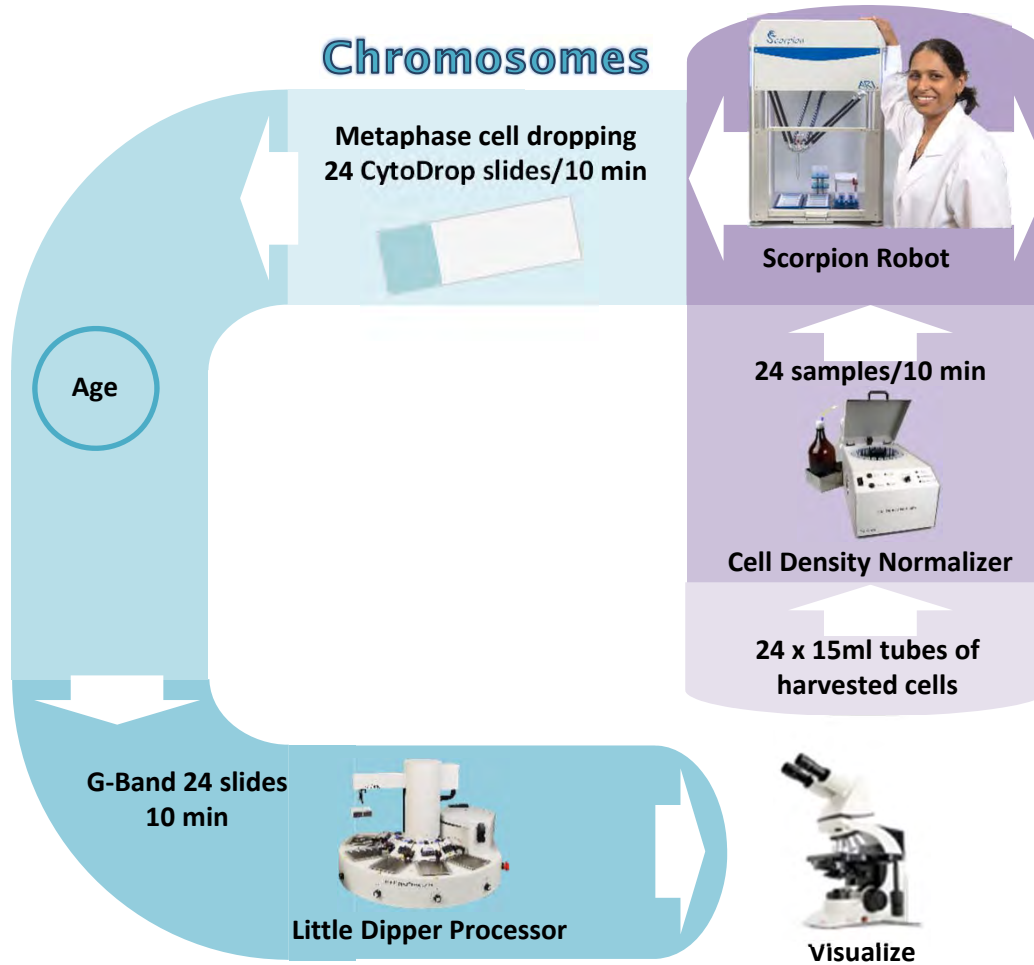 Chromosomes
Metaphase cell dropping
24 CytoDrop slides/10 min
Scorpion
Scorpion Robot
Age
24 samples/10 min
Cell Density Normalizer
24 x 15ml tubes of
harvested cells
G-Band 24 slides
10 min
Little Dipper Processor
Visualize